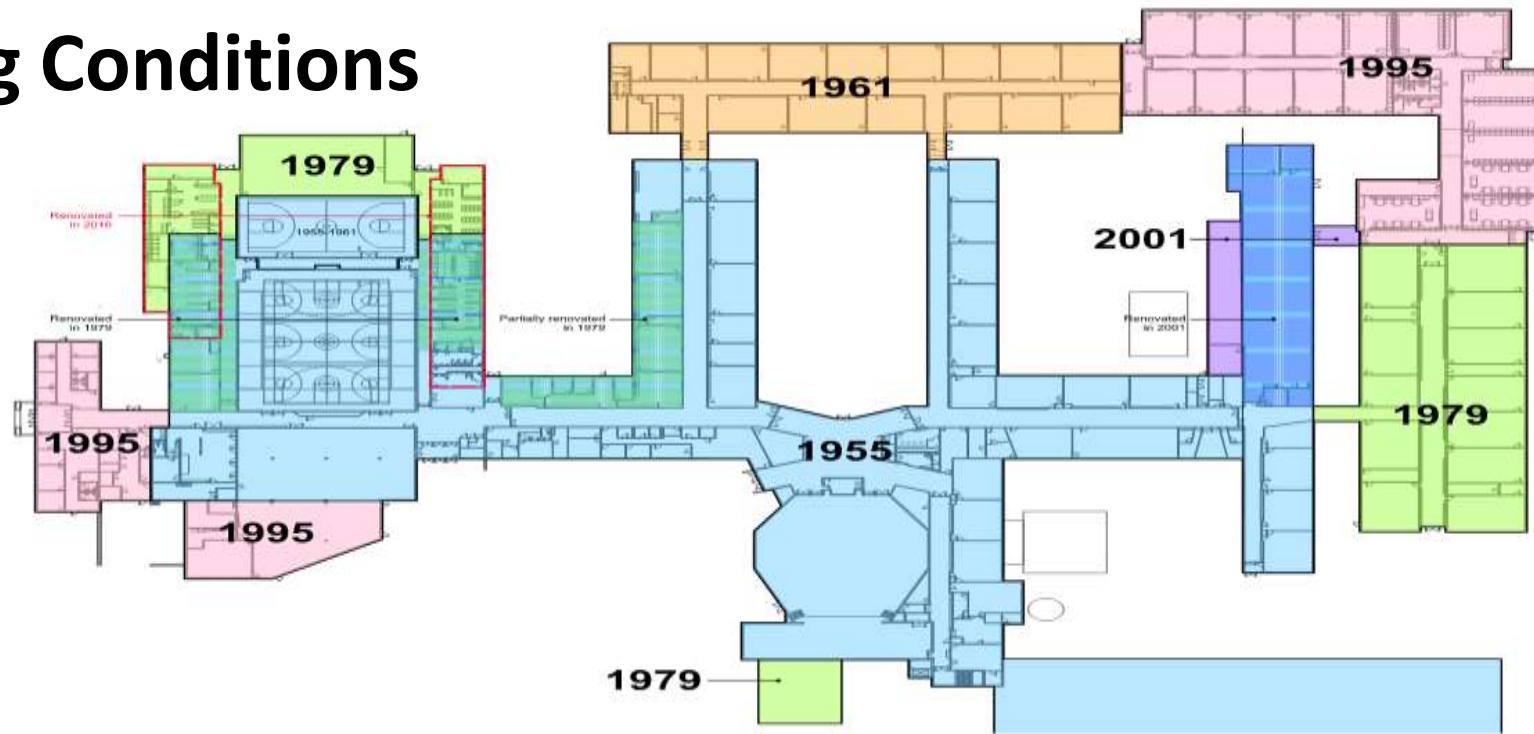 g Conditions
1961
1995
1979
Renovated
in 2016
1955-1961
2001
Renovated
in 1979
Partially renovated
in 1979
Renovated
in 2001
1979
1995
1955
1995
1979